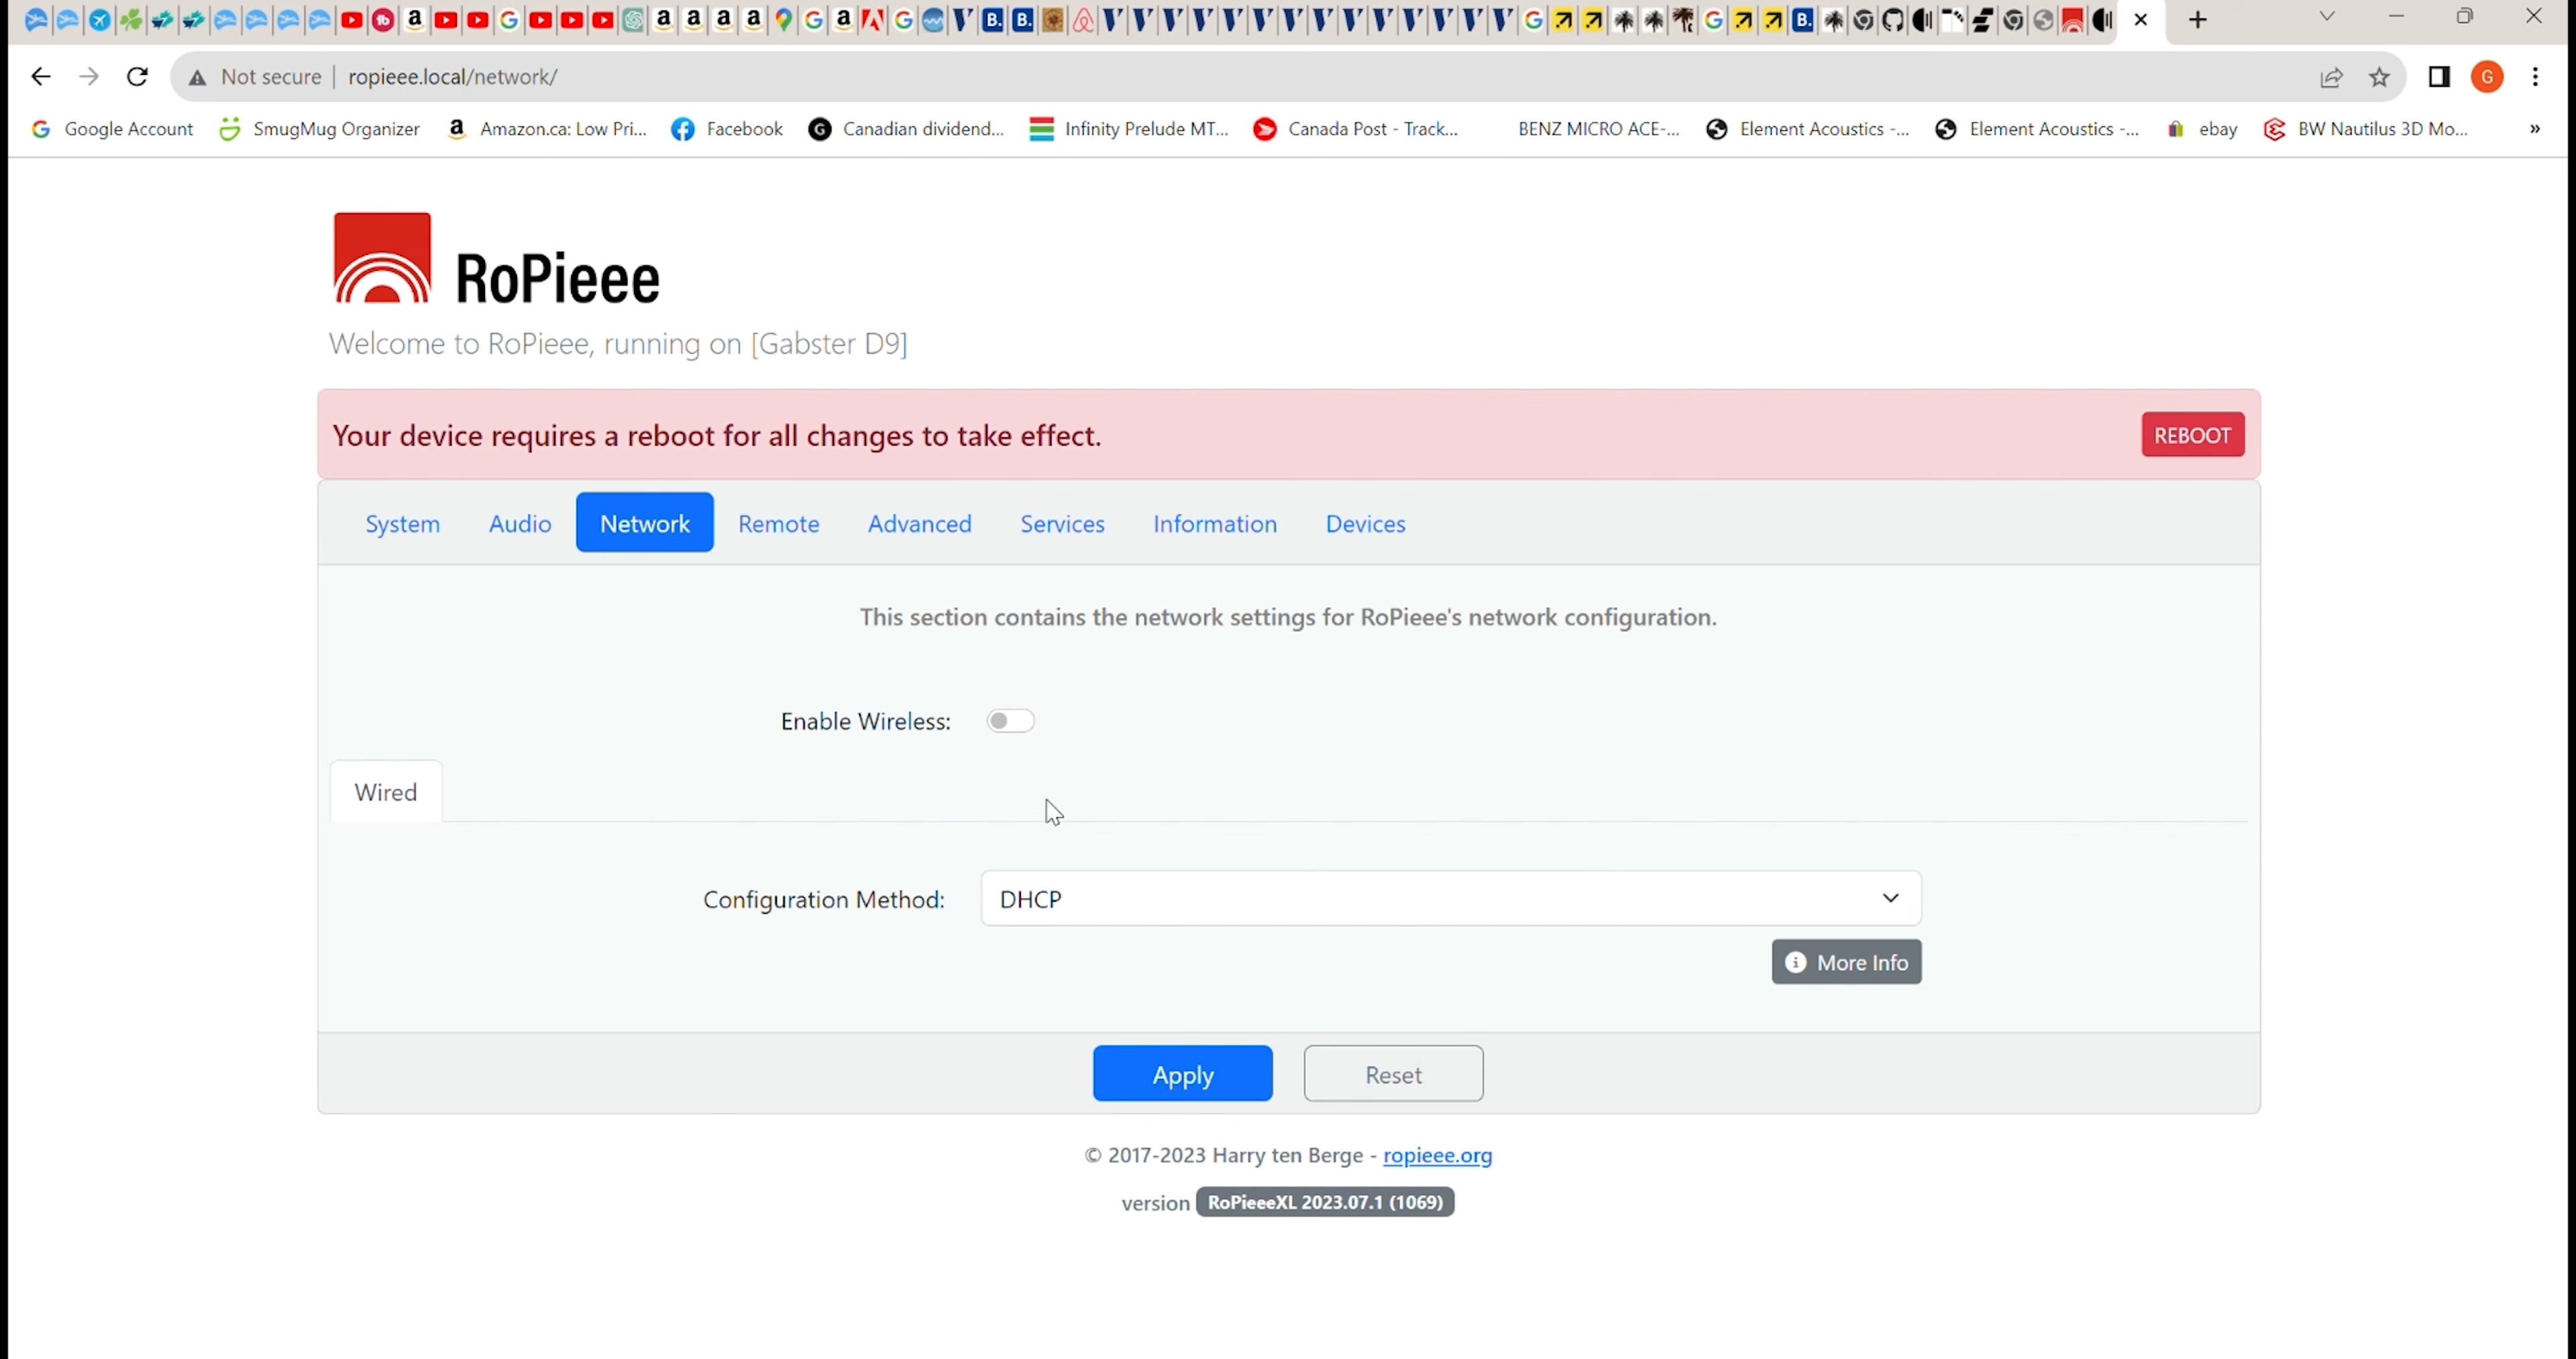 Not secure | ropieee.local/network/
Google Account SmugMug Organizer Amazon.ca: Low Pri... Facebook Canadian dividend... Infinity Prelude MT... Canada Post - Track... BENZ MICRO ACE-... Element Acoustics -... Element Acoustics -... ebay BW Nautilus 3D Mo... »
RoPieee
Welcome to RoPieee, running on [Gabster D9]
Your device requires a reboot for all changes to take effect. REBOOT
System Audio Network Remote Advanced Services Information Devices
This section contains the network settings for RoPieee's network configuration.
Enable Wireless:
Wired
Configuration Method: DHCP
More Info
Apply Reset
© 2017-2023 Harry ten Berge - ropieee.org
version RoPieeeXL 2023.07.1 (1069)